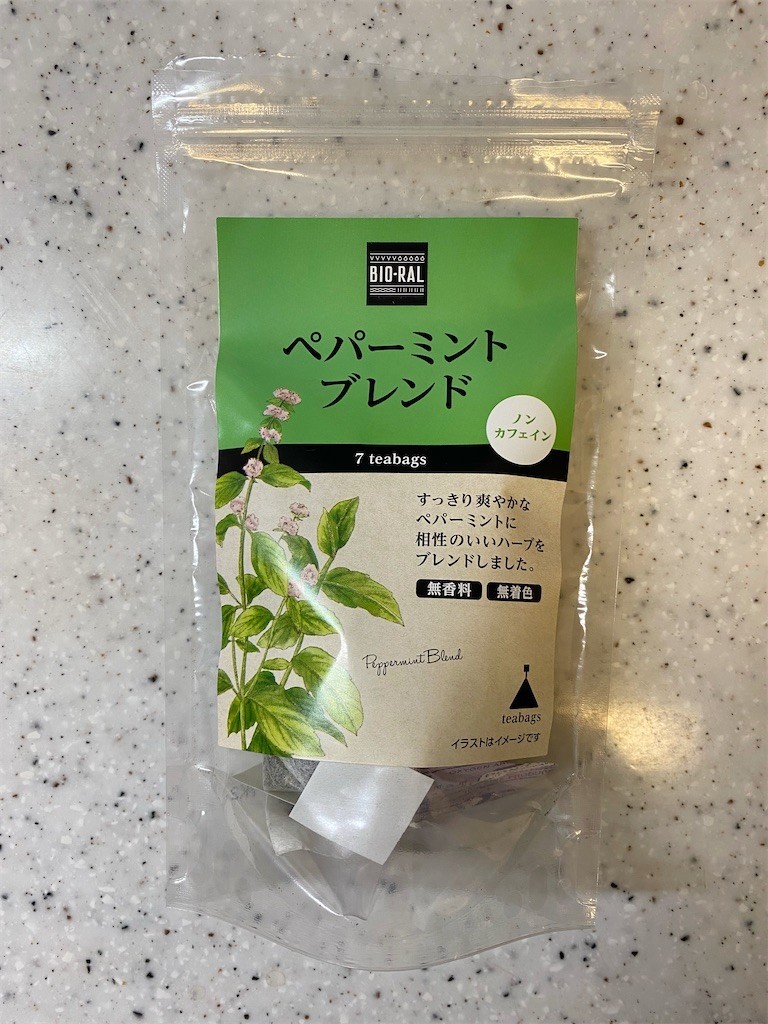 BIO-RAL
ペパーミント
ブレンド
ノン
カフェイン
7 teabags
すっきり爽やかな
ペパーミントに
相性のいいハーブを
ブレンドしました。
無香料 無着色
Peppermint Blend
teabags
イラストはイメージです